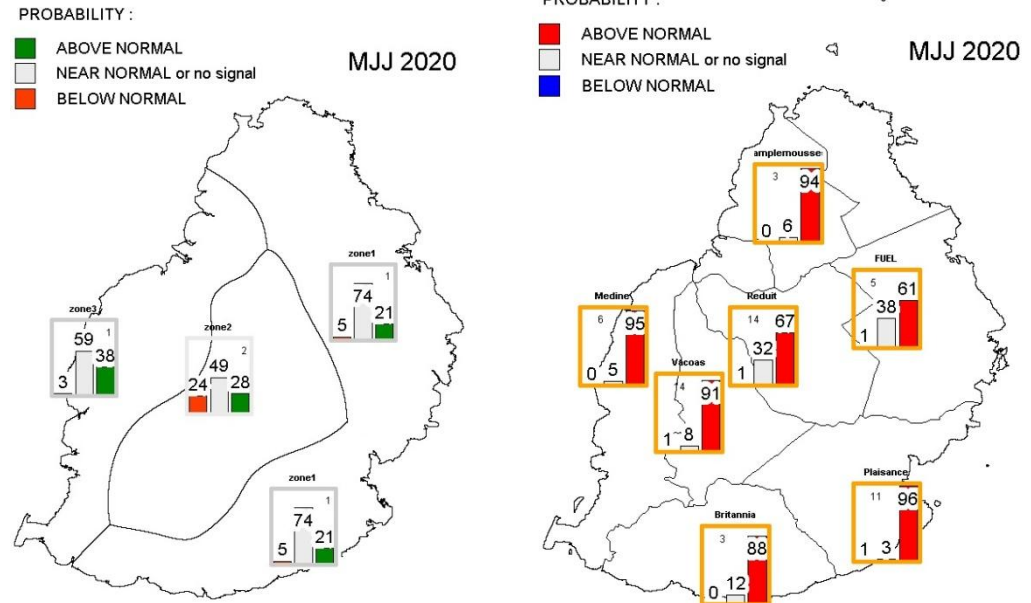 PROBABILITY :
ABOVE NORMAL
NEAR NORMAL or no signal
BELOW NORMAL
MJJ 2020
zone1
1
74
5
21
zone3
1
59
38
3
zone2
2
49
24
28
zone1
1
74
5
21
PROBABILITY :
ABOVE NORMAL
NEAR NORMAL or no signal
BELOW NORMAL
MJJ 2020
amplemousse
3
94
0
6
FUEL
5
61
38
1
Medine
6
95
0
5
Reduit
14
67
32
1
Vacoas
14
91
1
8
Plaisance
11
96
1
3
Britannia
3
88
0
12